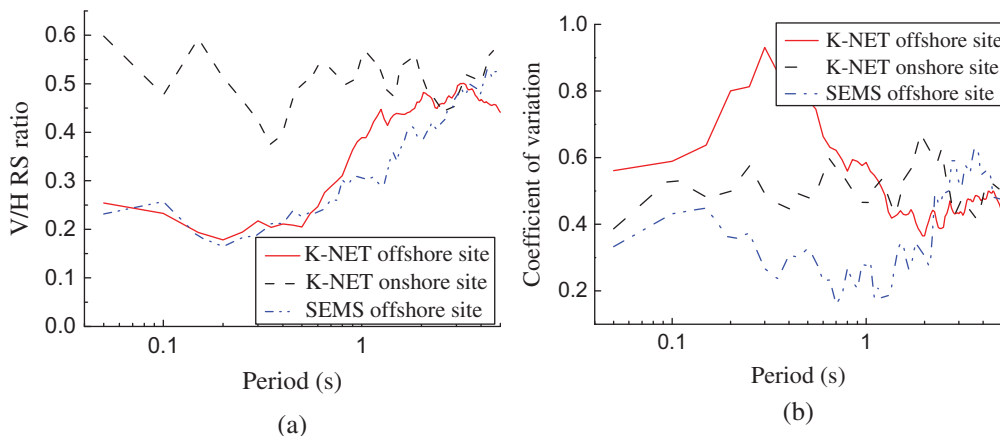 V/H RS ratio
0.6
0.5
0.4
0.3
0.2
0.1
0.0
K-NET offshore site
K-NET onshore site
SEMS offshore site
0.1
1
Period (s)
(a)
Coefficient of variation
1.0
0.8
0.6
0.4
0.2
K-NET offshore site
K-NET onshore site
SEMS offshore site
0.1
1
Period (s)
(b)